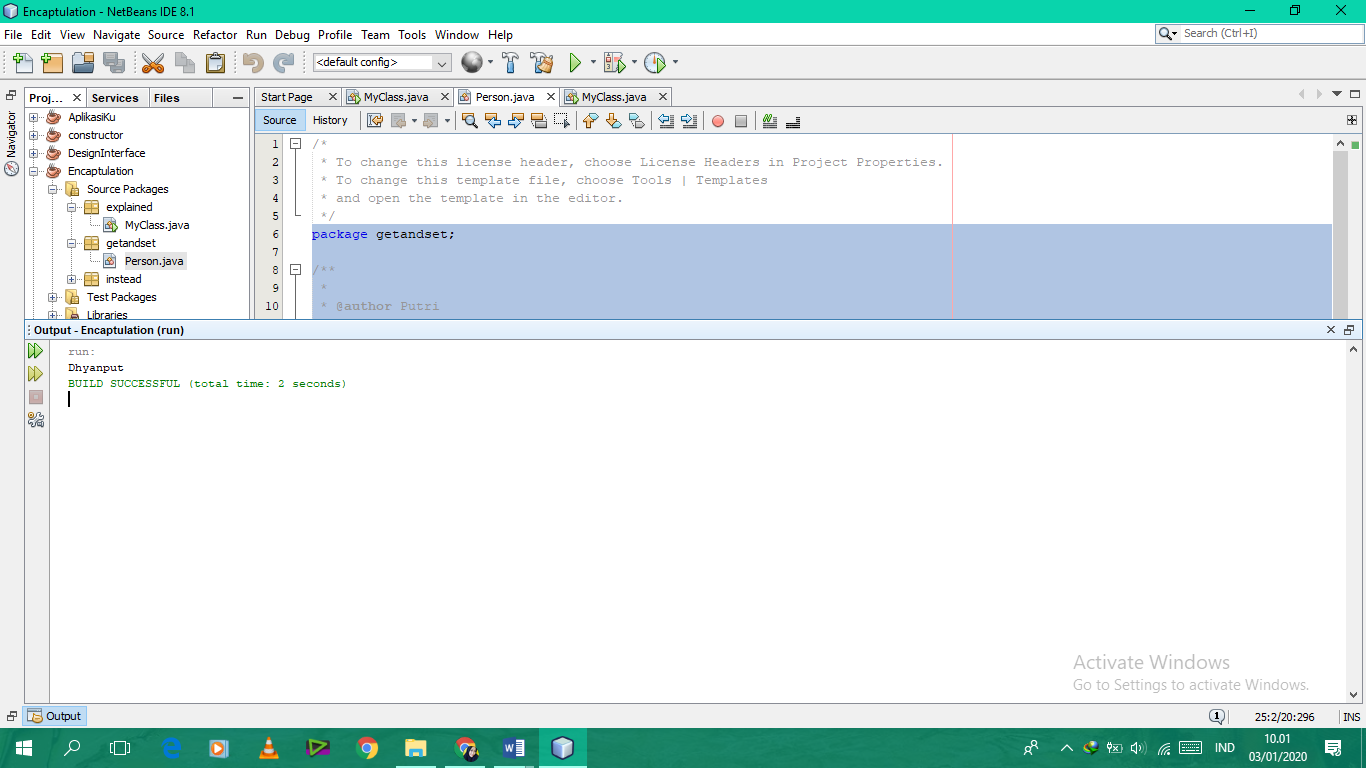 Encaptulation - NetBeans IDE 8.1
File Edit View Navigate Source Refactor Run Debug Profile Team Tools Window Help
Search (Ctrl+I)
<default config>
Proj... Services Files
Navigator
AplikasiKu
constructor
DesignInterface
Encaptulation
Source Packages
explained
MyClass.java
getandset
Person.java
instead
Test Packages
Libraries
Start Page MyClass.java Person.java MyClass.java
Source History
1 /*
2 * To change this license header, choose License Headers in Project Properties.
3 * To change this template file, choose Tools | Templates
4 * and open the template in the editor.
5 */
6 package getandset;
7
8 /**
9 *
10 * @author Putri
Output - Encaptulation (run)
run:
Dhyanput
BUILD SUCCESSFUL (total time: 2 seconds)
Activate Windows
Go to Settings to activate Windows.
Output
1 25:2/20:296 INS
IND
10.01
03/01/2020